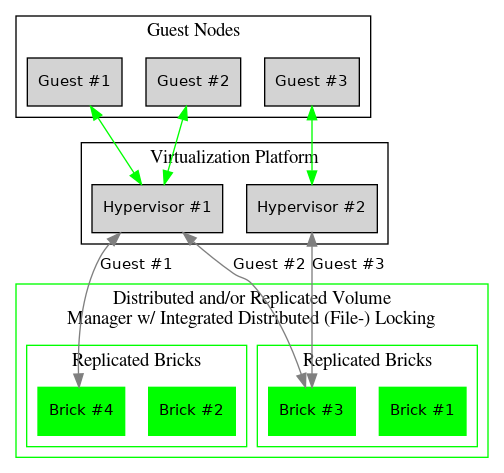 Guest Nodes
Guest #1
Guest #2
Guest #3
Virtualization Platform
Hypervisor #1
Hypervisor #2
Guest #1
Guest #2
Guest #3
Distributed and/or Replicated Volume
Manager w/ Integrated Distributed (File-) Locking
Replicated Bricks
Replicated Bricks
Brick #4
Brick #2
Brick #3
Brick #1